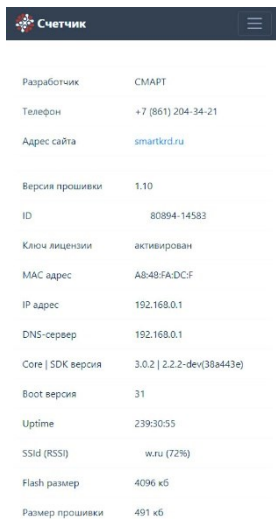 Счетчик
Разработчик СМАРТ
Телефон +7 (861) 204-34-21
Адрес сайта smartkrd.ru
Версия прошивки 1.10
ID 80894-14583
Ключ лицензии активирован
MAC адрес A8:48:FA:DC:F
IP адрес 192.168.0.1
DNS-сервер 192.168.0.1
Core | SDK версия 3.0.2 | 2.2.2-dev(38a443e)
Boot версия 31
Uptime 239:30:55
SSId (RSSI) w.ru (72%)
Flash размер 4096 кб
Размер прошивки 491 кб